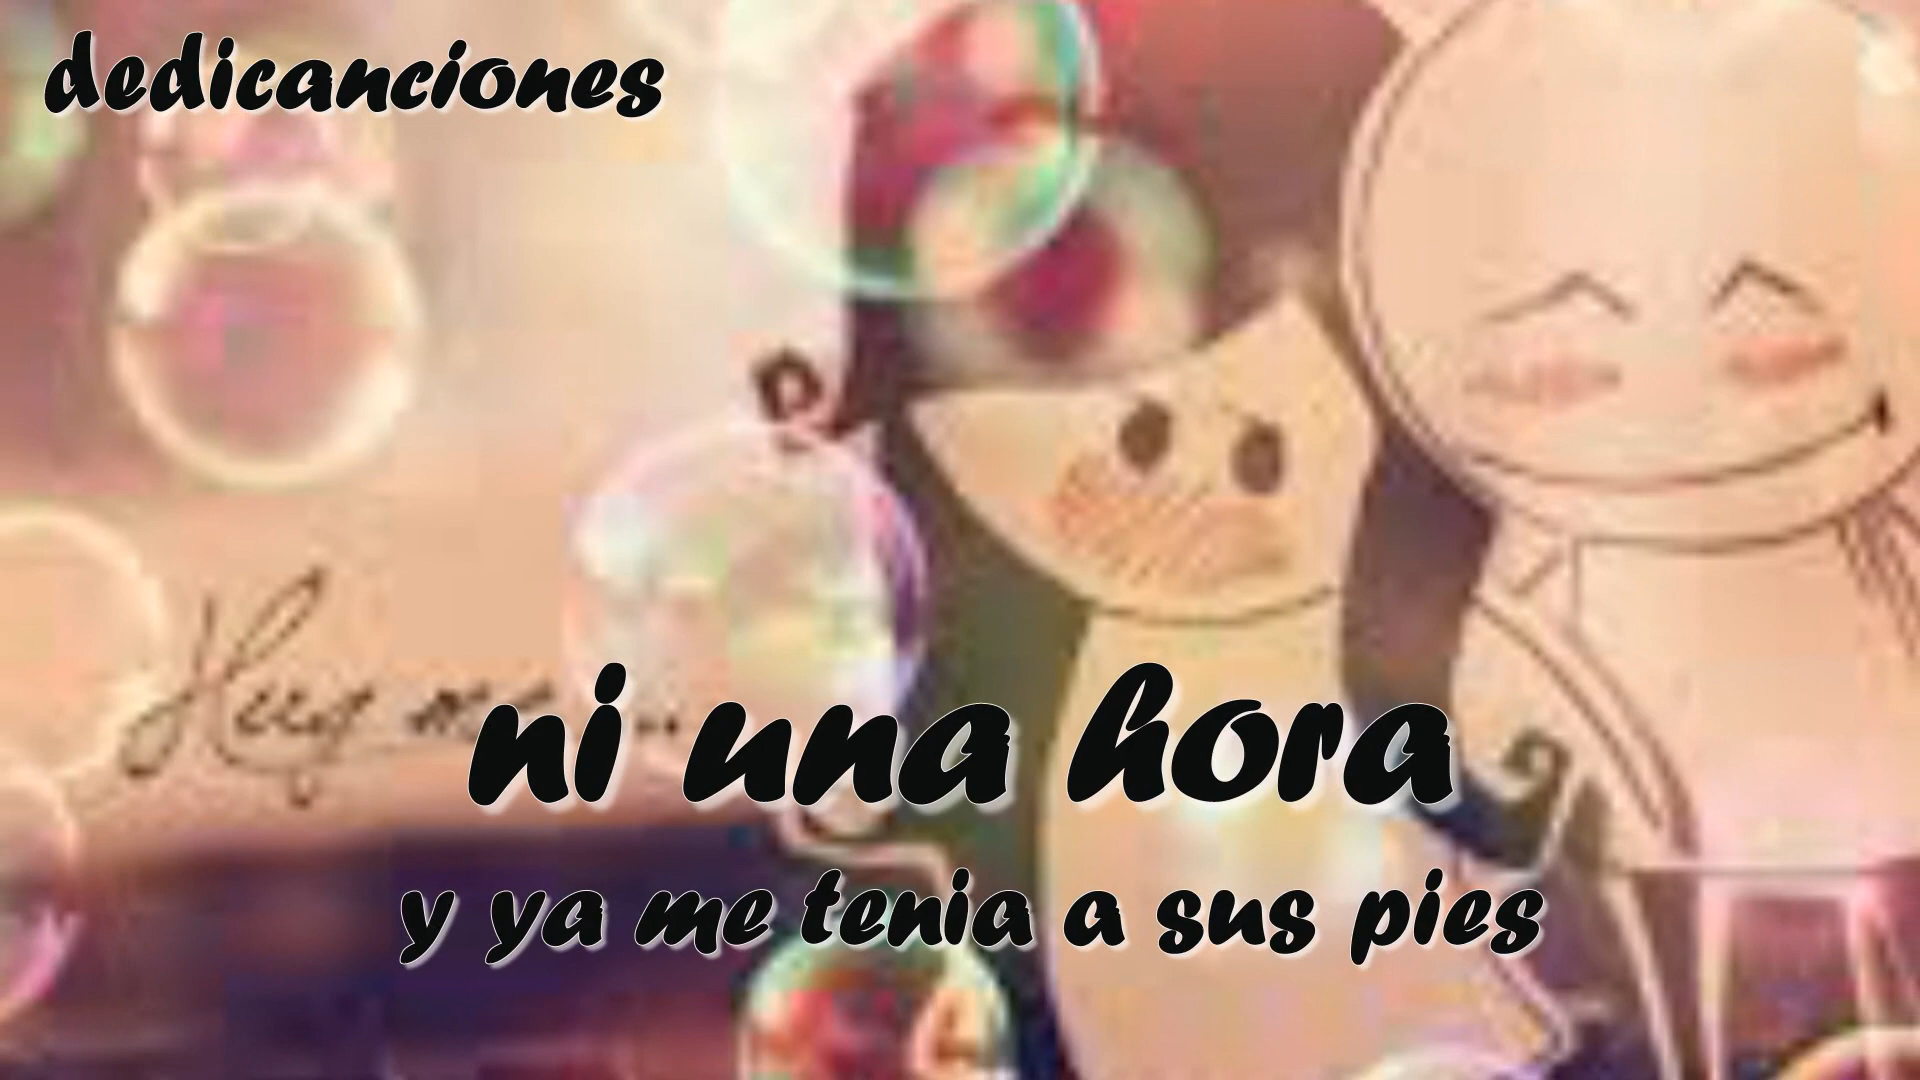 dedicanciones
ni una hora
y ya me tenia a sus pies